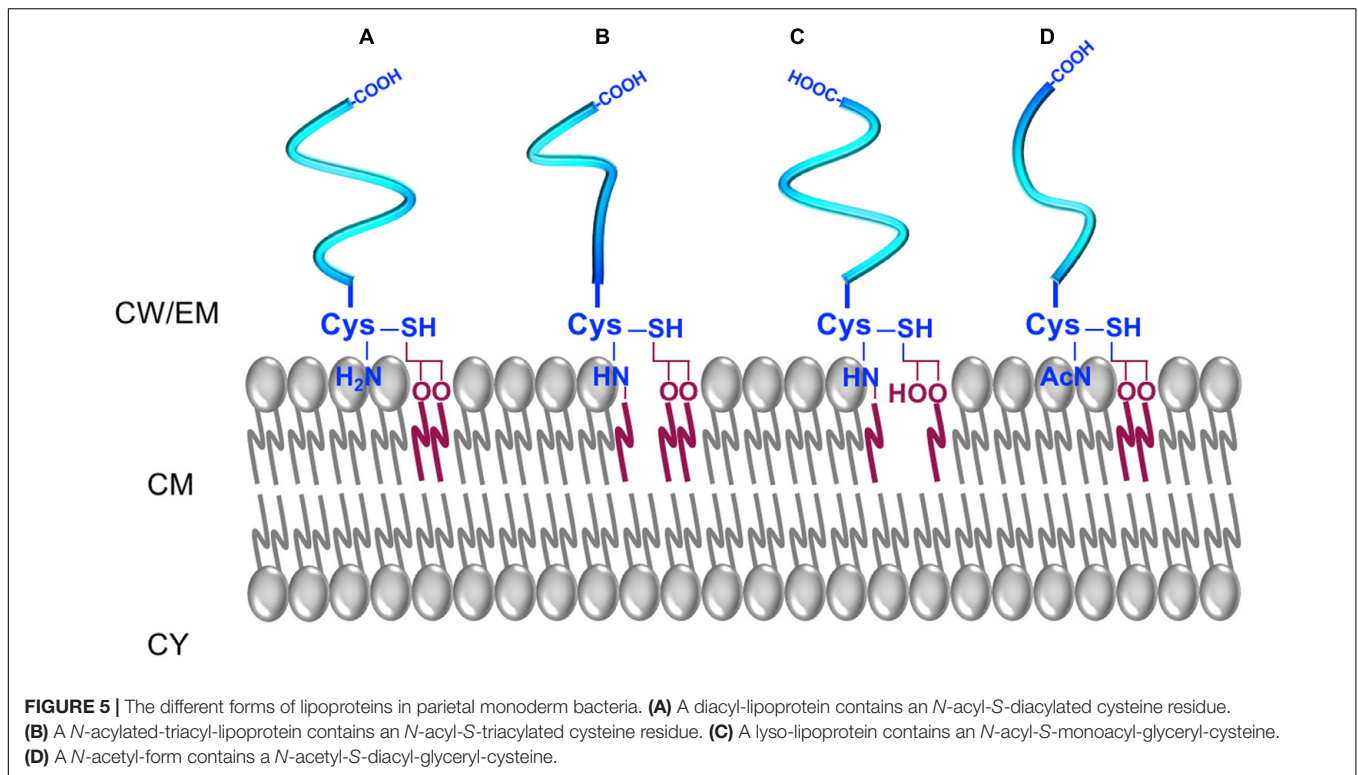 A B C D
-COOH -COOH HOOC- -COOH
CW/EM
Cys —SH Cys —SH Cys —SH Cys —SH
H₂N OO HN OO HN HOO AcN OO
CM
CY
FIGURE 5 | The different forms of lipoproteins in parietal monoderm bacteria. (A) A diacyl-lipoprotein contains an N-acyl-S-diacylated cysteine residue.
(B) A N-acylated-triacyl-lipoprotein contains an N-acyl-S-triacylated cysteine residue. (C) A lyso-lipoprotein contains an N-acyl-S-monoacyl-glyceryl-cysteine.
(D) A N-acetyl-form contains a N-acetyl-S-diacyl-glyceryl-cysteine.